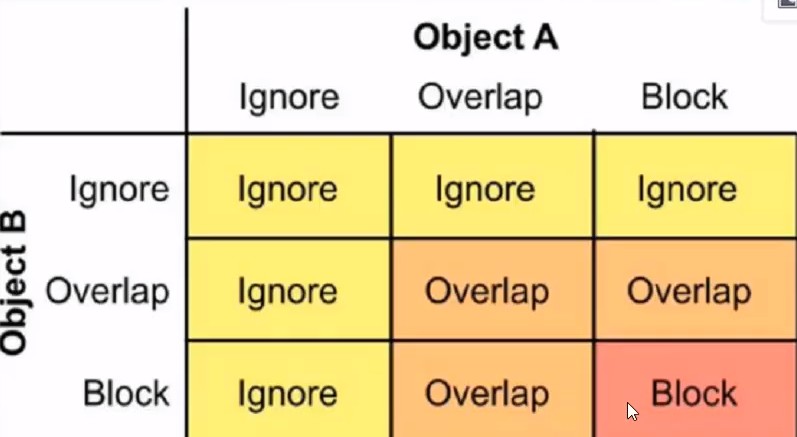 Object A
Ignore Overlap Block
Object B
Ignore Ignore Ignore Ignore
Overlap Ignore Overlap Overlap
Block Ignore Overlap Block